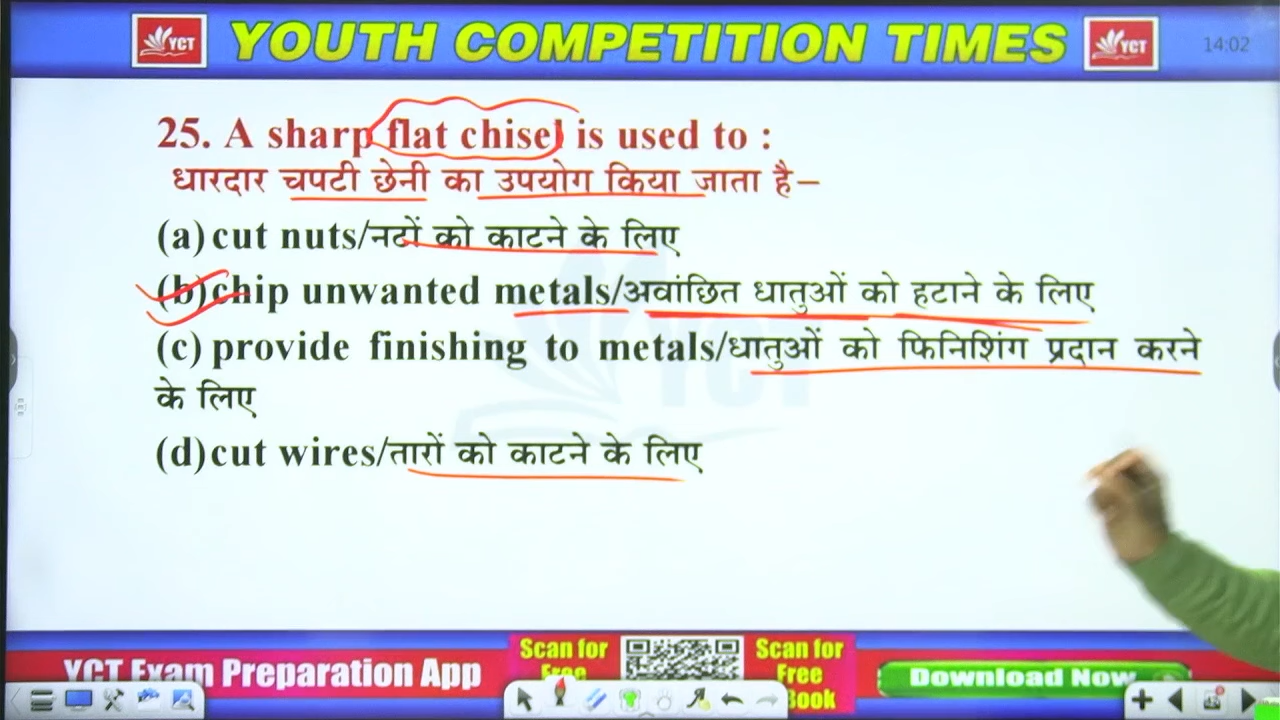 YCT
YOUTH COMPETITION TIMES
YCT
14:02
25. A sharp flat chisel is used to :
धारदार चपटी छेनी का उपयोग किया जाता है–
(a) cut nuts/नटों को काटने के लिए
(b) chip unwanted metals/अवांछित धातुओं को हटाने के लिए
(c) provide finishing to metals/धातुओं को फिनिशिंग प्रदान करने
के लिए
(d) cut wires/तारों को काटने के लिए
YCT
YCT Exam Preparation App
Scan for
Free
Scan for
Free
Book
Download Now